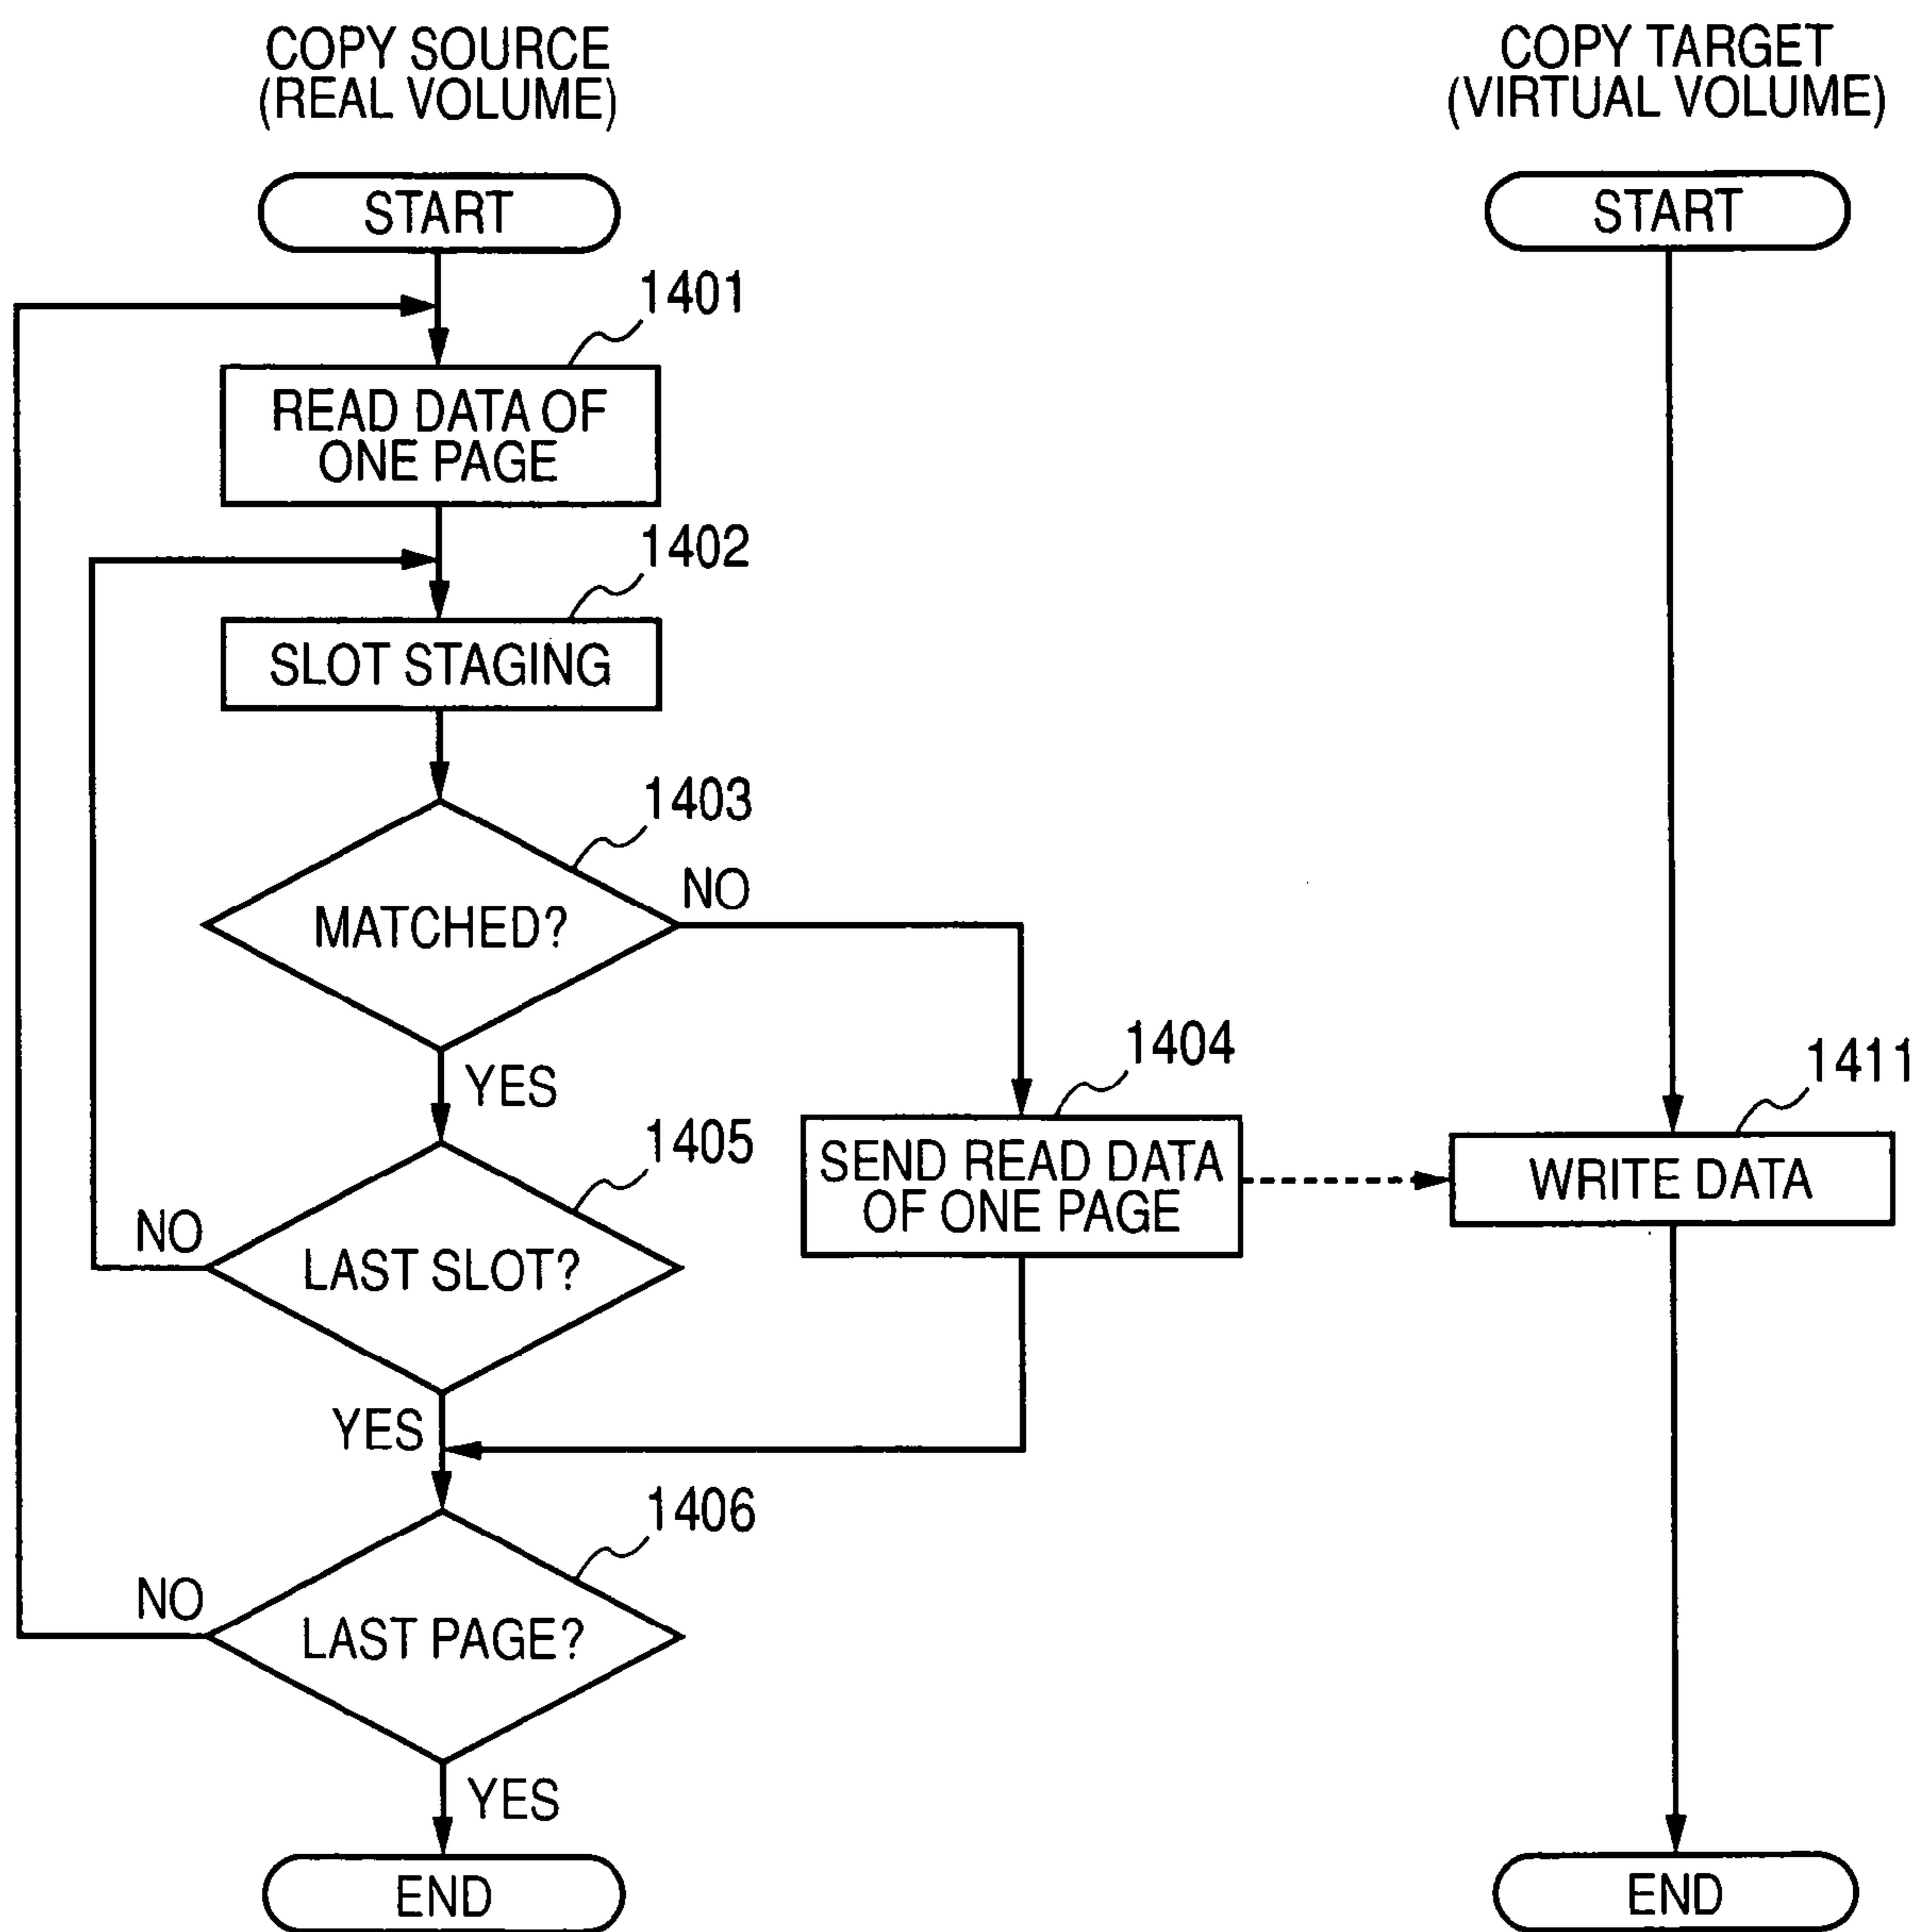 COPY SOURCE
(REAL VOLUME)
START
1401
READ DATA OF
ONE PAGE
1402
SLOT STAGING
1403
MATCHED?
NO
YES
1404
SEND READ DATA
OF ONE PAGE
1405
LAST SLOT?
NO
YES
1406
LAST PAGE?
NO
YES
END
COPY TARGET
(VIRTUAL VOLUME)
START
1411
WRITE DATA
END